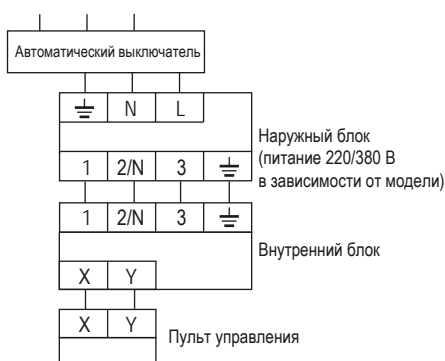 Автоматический выключатель
N L
Наружный блок
(питание 220/380 В
в зависимости от модели)
1 2/N 3
1 2/N 3
Внутренний блок
X Y
X Y
Пульт управления